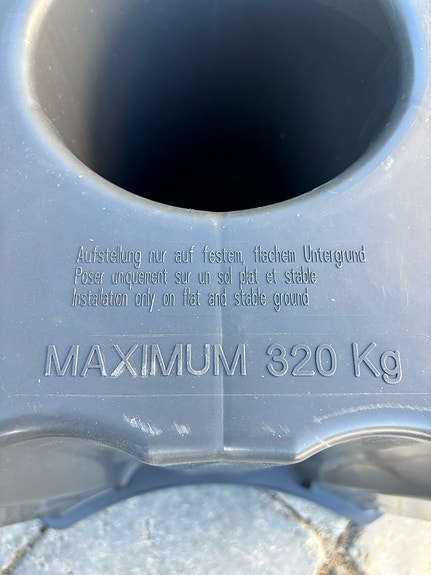 Aufstellung nur auf festem, flachem Untergrund
Poser uniquement sur un sol plat et stable
Installation only on flat and stable ground
MAXIMUM 320 Kg